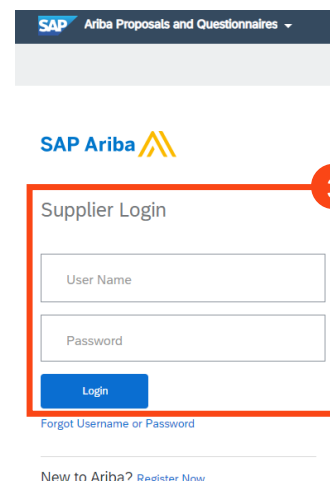 SAP Ariba Proposals and Questionnaires
SAP Ariba
Supplier Login
User Name
Password
Login
Forgot Username or Password
New to Ariba? Register Now